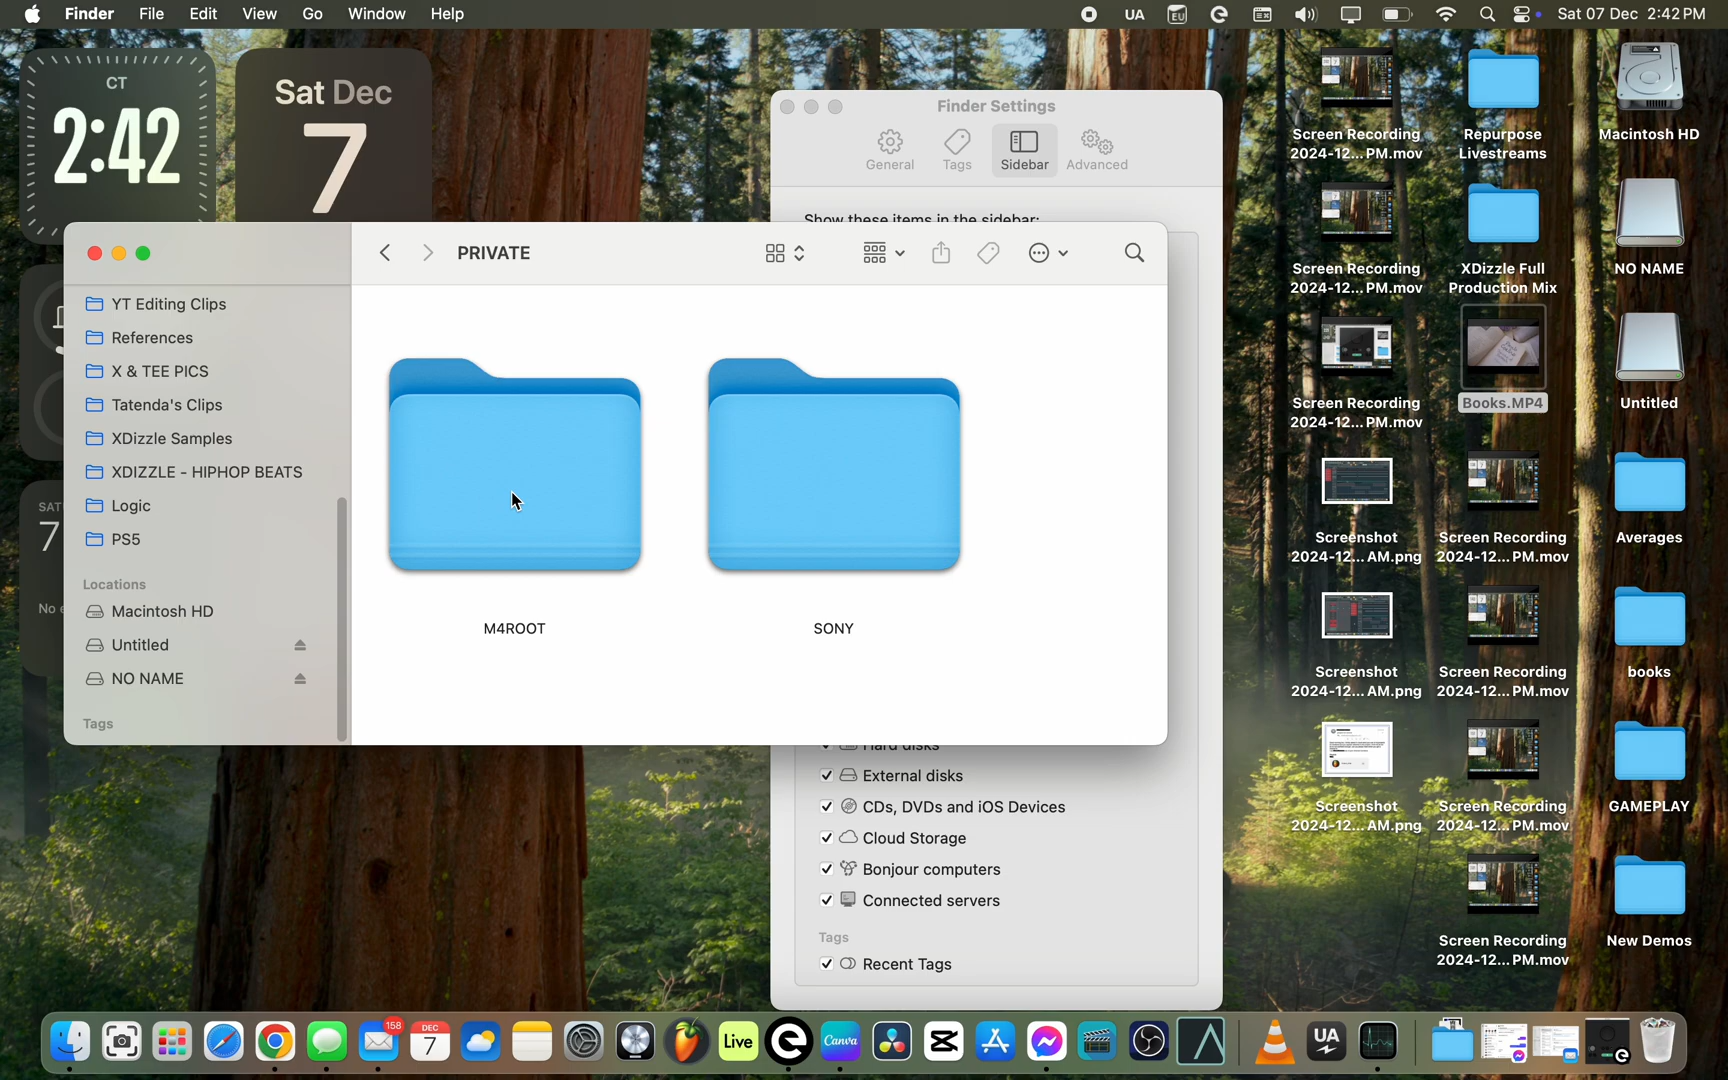 Finder File Edit View Go Window Help
UA EU Sat 07 Dec 2:42 PM
CT
2:42
Sat Dec
7
Finder Settings
General Tags Sidebar Advanced
Show these items in the sidebar:
PRIVATE
YT Editing Clips
References
X & TEE PICS
Tatenda's Clips
XDizzle Samples
XDIZZLE - HIPHOP BEATS
Logic
PS5
Locations
Macintosh HD
Untitled
NO NAME
Tags
M4ROOT
SONY
SAT
7
No e
Hard disks
External disks
CDs, DVDs and iOS Devices
Cloud Storage
Bonjour computers
Connected servers
Tags
Recent Tags
Screen Recording
2024-12...PM.mov
Repurpose
Livestreams
Macintosh HD
Screen Recording
2024-12...PM.mov
XDizzle Full
Production Mix
NO NAME
Screen Recording
2024-12...PM.mov
Books.MP4
Untitled
Screenshot
2024-12...AM.png
Screen Recording
2024-12...PM.mov
Averages
Screenshot
2024-12...AM.png
Screen Recording
2024-12...PM.mov
books
Screenshot
2024-12...AM.png
Screen Recording
2024-12...PM.mov
GAMEPLAY
Screen Recording
2024-12...PM.mov
New Demos
158
DEC
7
Live
Canva
UA